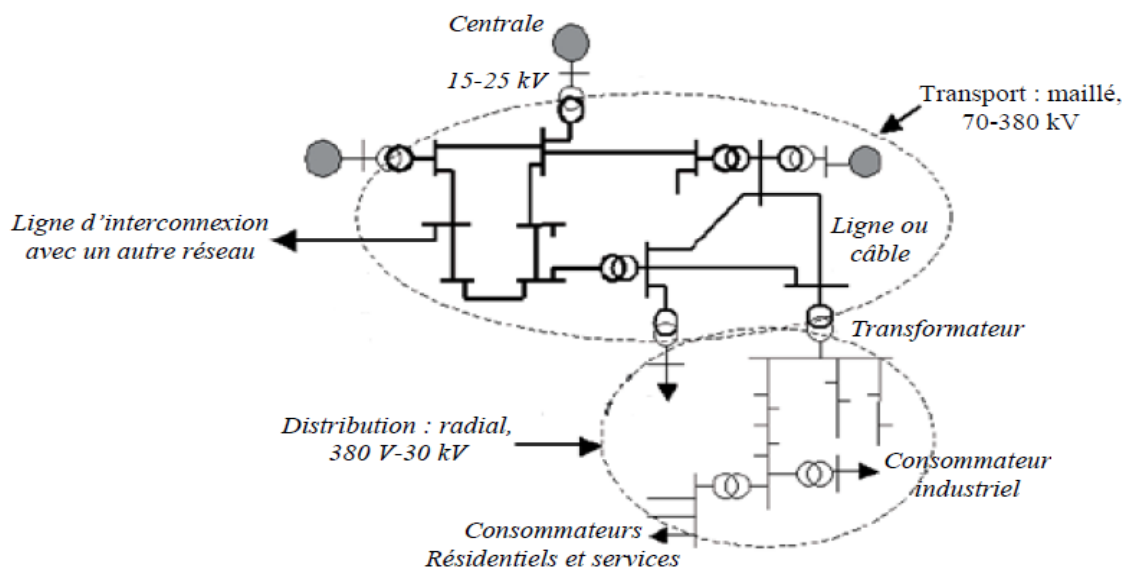 Centrale
15-25 kV
Transport : maillé,
70-380 kV
Ligne d’interconnexion
avec un autre réseau
Ligne ou
câble
Transformateur
Distribution : radial,
380 V-30 kV
Consommateur
industriel
Consommateurs
Résidentiels et services